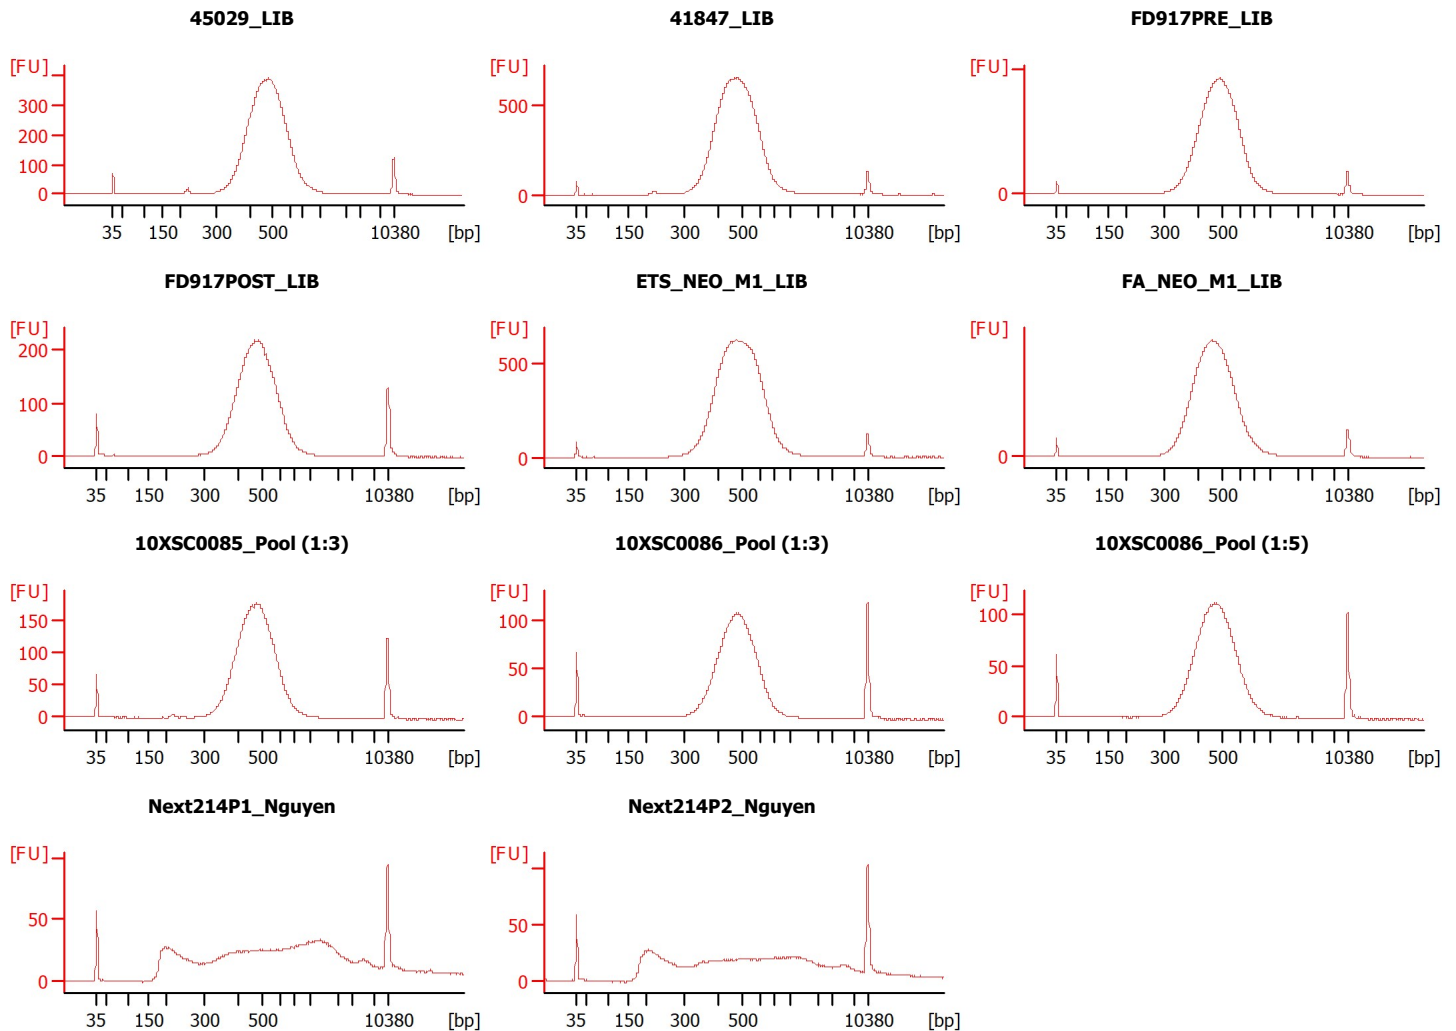 45029_LIB
[FU]
300
200
100
0
35 150 300 500 10380 [bp]
41847_LIB
[FU]
500
0
35 150 300 500 10380 [bp]
FD917PRE_LIB
[FU]
0
35 150 300 500 10380 [bp]
FD917POST_LIB
[FU]
200
100
0
35 150 300 500 10380 [bp]
ETS_NEO_M1_LIB
[FU]
500
0
35 150 300 500 10380 [bp]
FA_NEO_M1_LIB
[FU]
0
35 150 300 500 10380 [bp]
10XSC0085_Pool (1:3)
[FU]
150
100
50
0
35 150 300 500 10380 [bp]
10XSC0086_Pool (1:3)
[FU]
100
50
0
35 150 300 500 10380 [bp]
10XSC0086_Pool (1:5)
[FU]
100
50
0
35 150 300 500 10380 [bp]
Next214P1_Nguyen
[FU]
50
0
35 150 300 500 10380 [bp]
Next214P2_Nguyen
[FU]
50
0
35 150 300 500 10380 [bp]